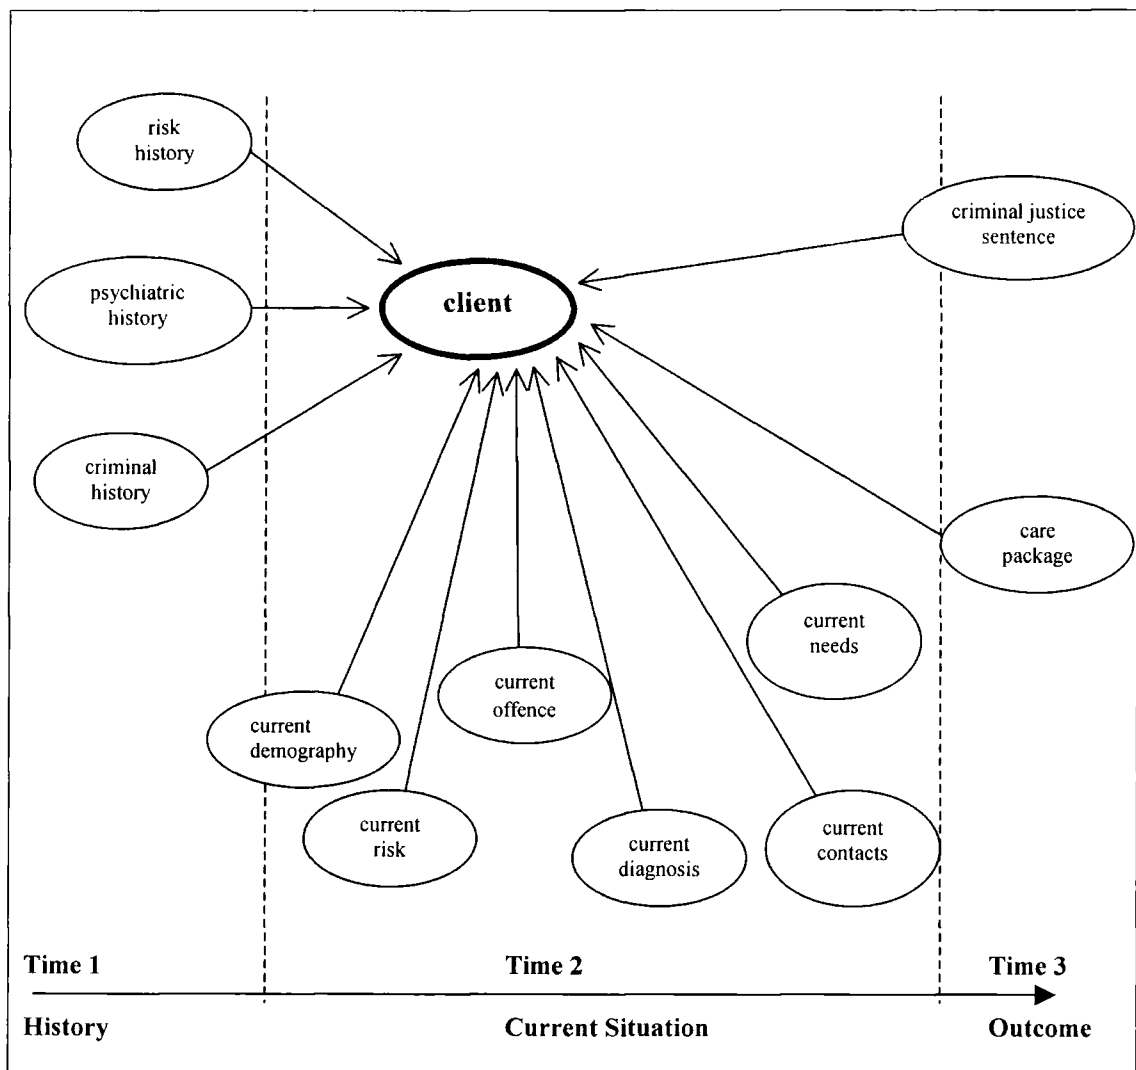 risk
history
criminal justice
sentence
psychiatric
history
client
criminal
history
care
package
current
needs
current
offence
current
demography
current
risk
current
diagnosis
current
contacts
Time 1
Time 2
Time 3
History
Current Situation
Outcome